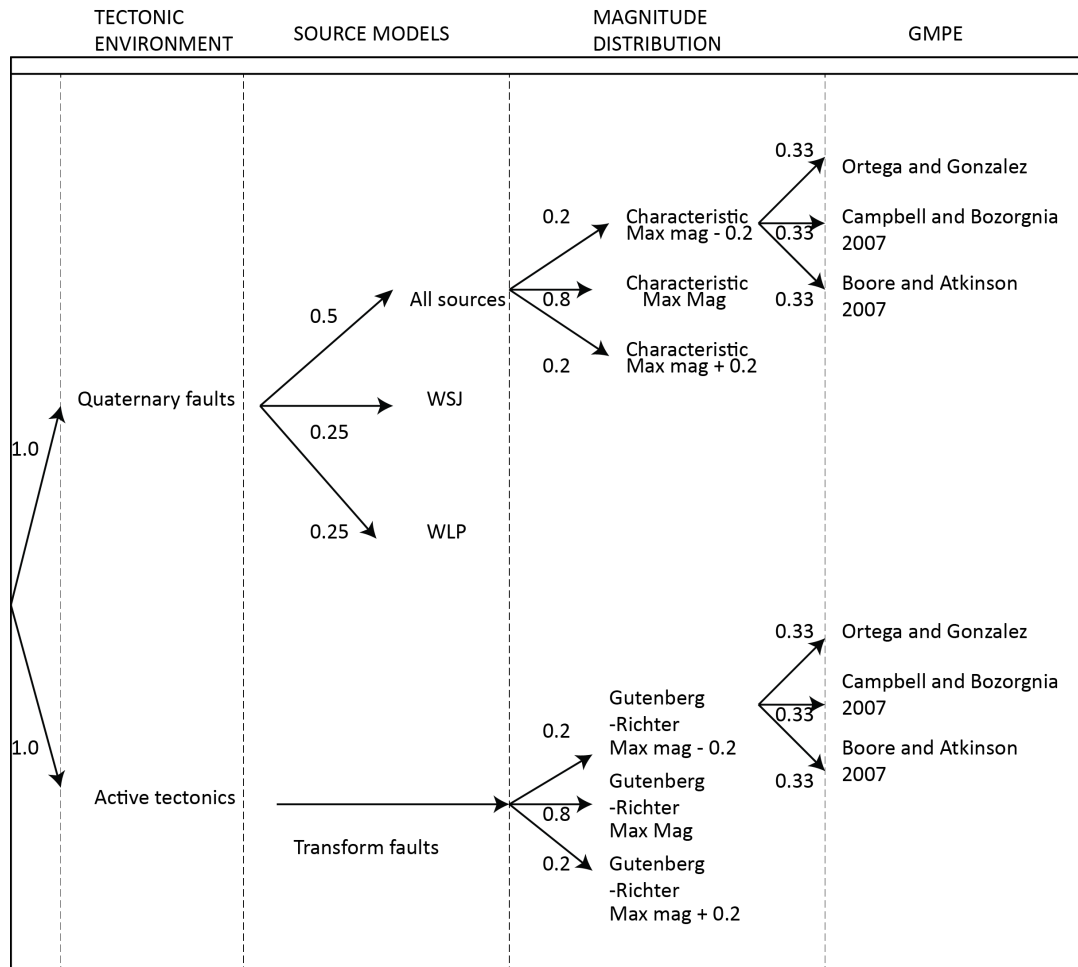 TECTONIC
ENVIRONMENT
SOURCE MODELS
MAGNITUDE
DISTRIBUTION
GMPE
0.33
Ortega and Gonzalez
0.2
Characteristic
Max mag - 0.2
0.33
Campbell and Bozorgnia
2007
0.5
All sources
0.8
Characteristic
Max Mag
0.33
Boore and Atkinson
2007
0.2
Characteristic
Max mag + 0.2
1.0
Quaternary faults
0.25
WSJ
0.25
WLP
0.33
Ortega and Gonzalez
0.33
Campbell and Bozorgnia
2007
0.33
Boore and Atkinson
2007
1.0
Active tectonics
Transform faults
0.2
Gutenberg
-Richter
Max mag - 0.2
0.8
Gutenberg
-Richter
Max Mag
0.2
Gutenberg
-Richter
Max mag + 0.2